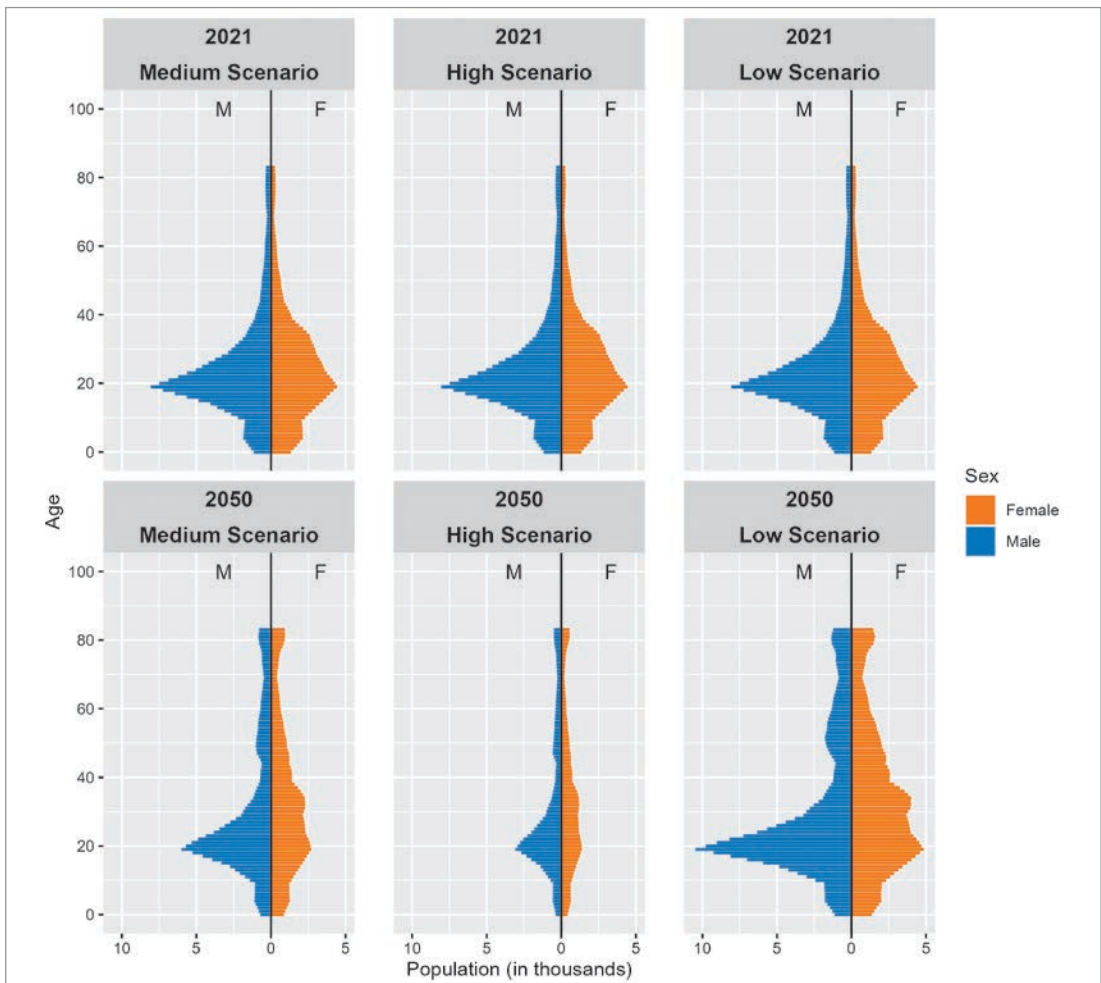 2021
Medium Scenario
2021
High Scenario
2021
Low Scenario
M F
M F
M F
100
80
60
40
20
0
2050
Medium Scenario
2050
High Scenario
2050
Low Scenario
M F
M F
M F
100
80
60
40
20
0
10 5 0 5
10 5 0 5
10 5 0 5
Age
Population (in thousands)
Sex
Female
Male